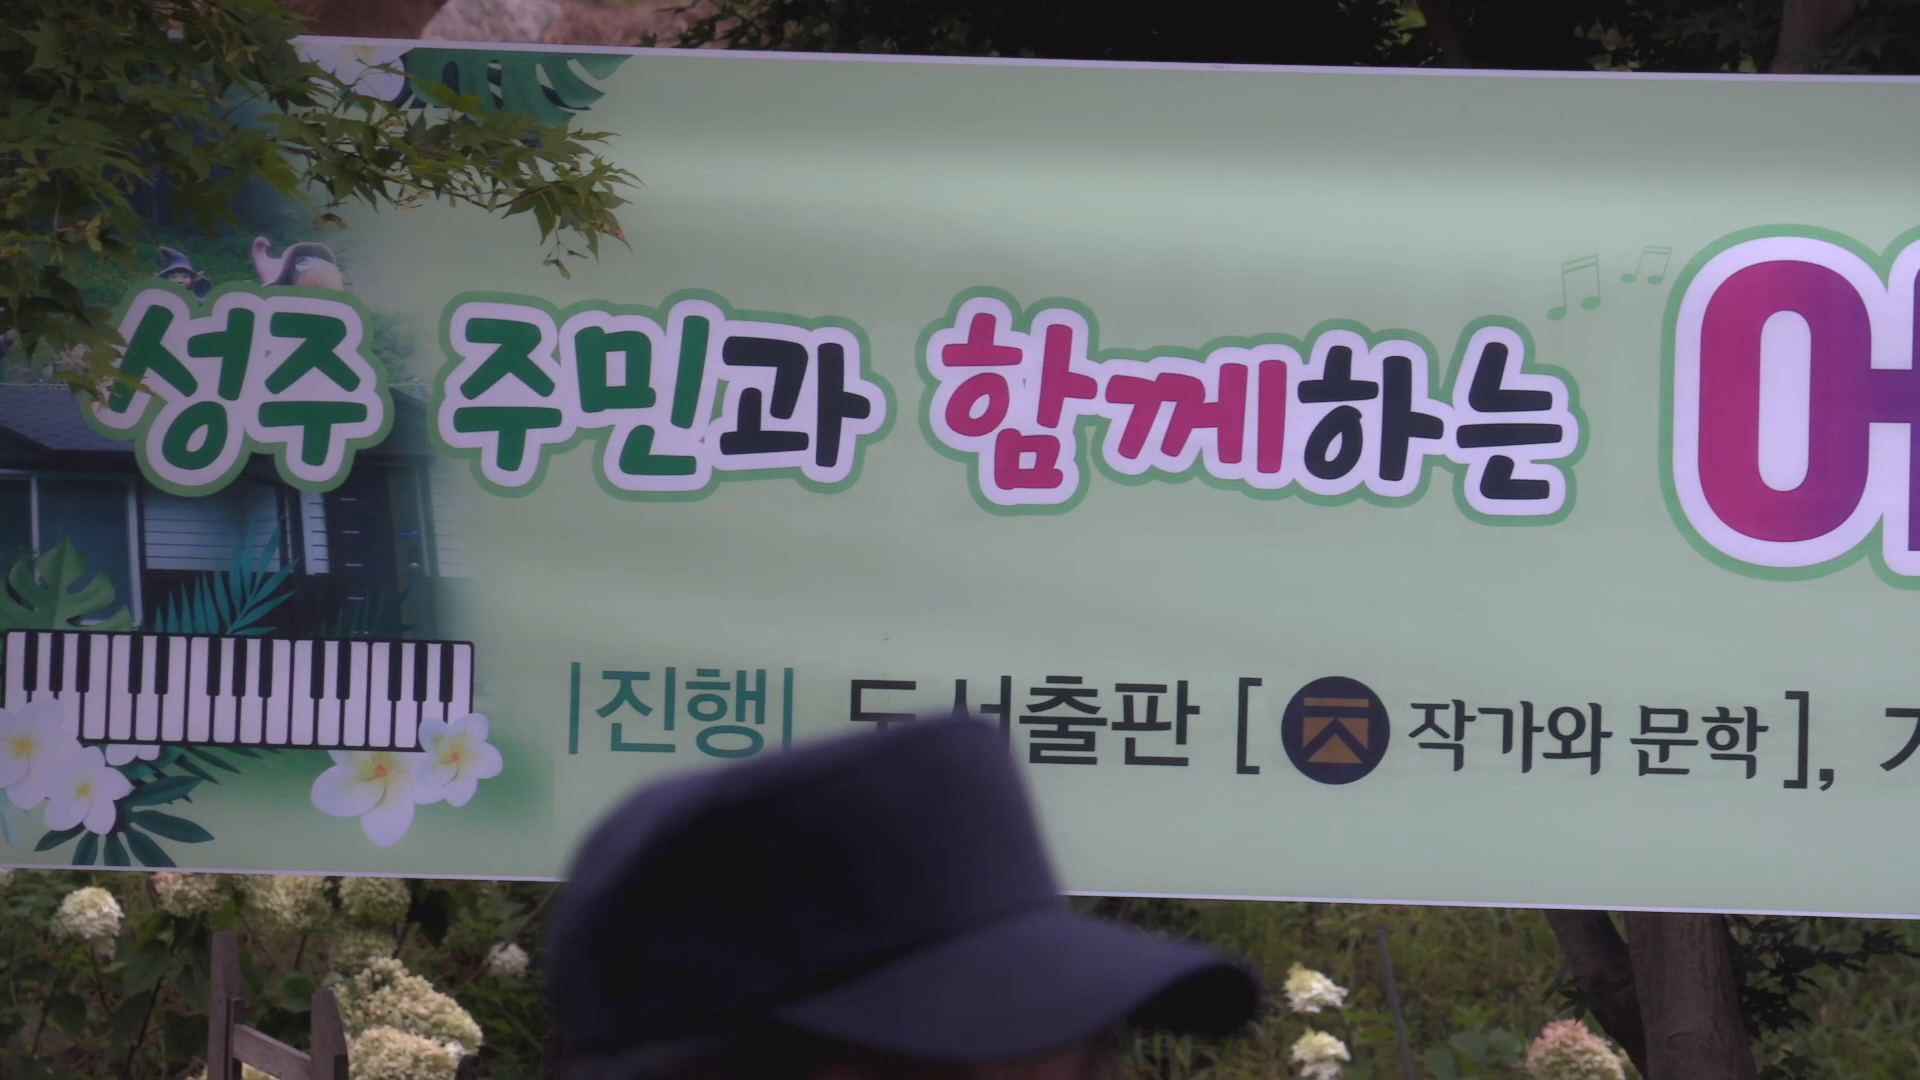 성주 주민과 함께하는
|진행| 도서출판 [ 작가와 문학 ],